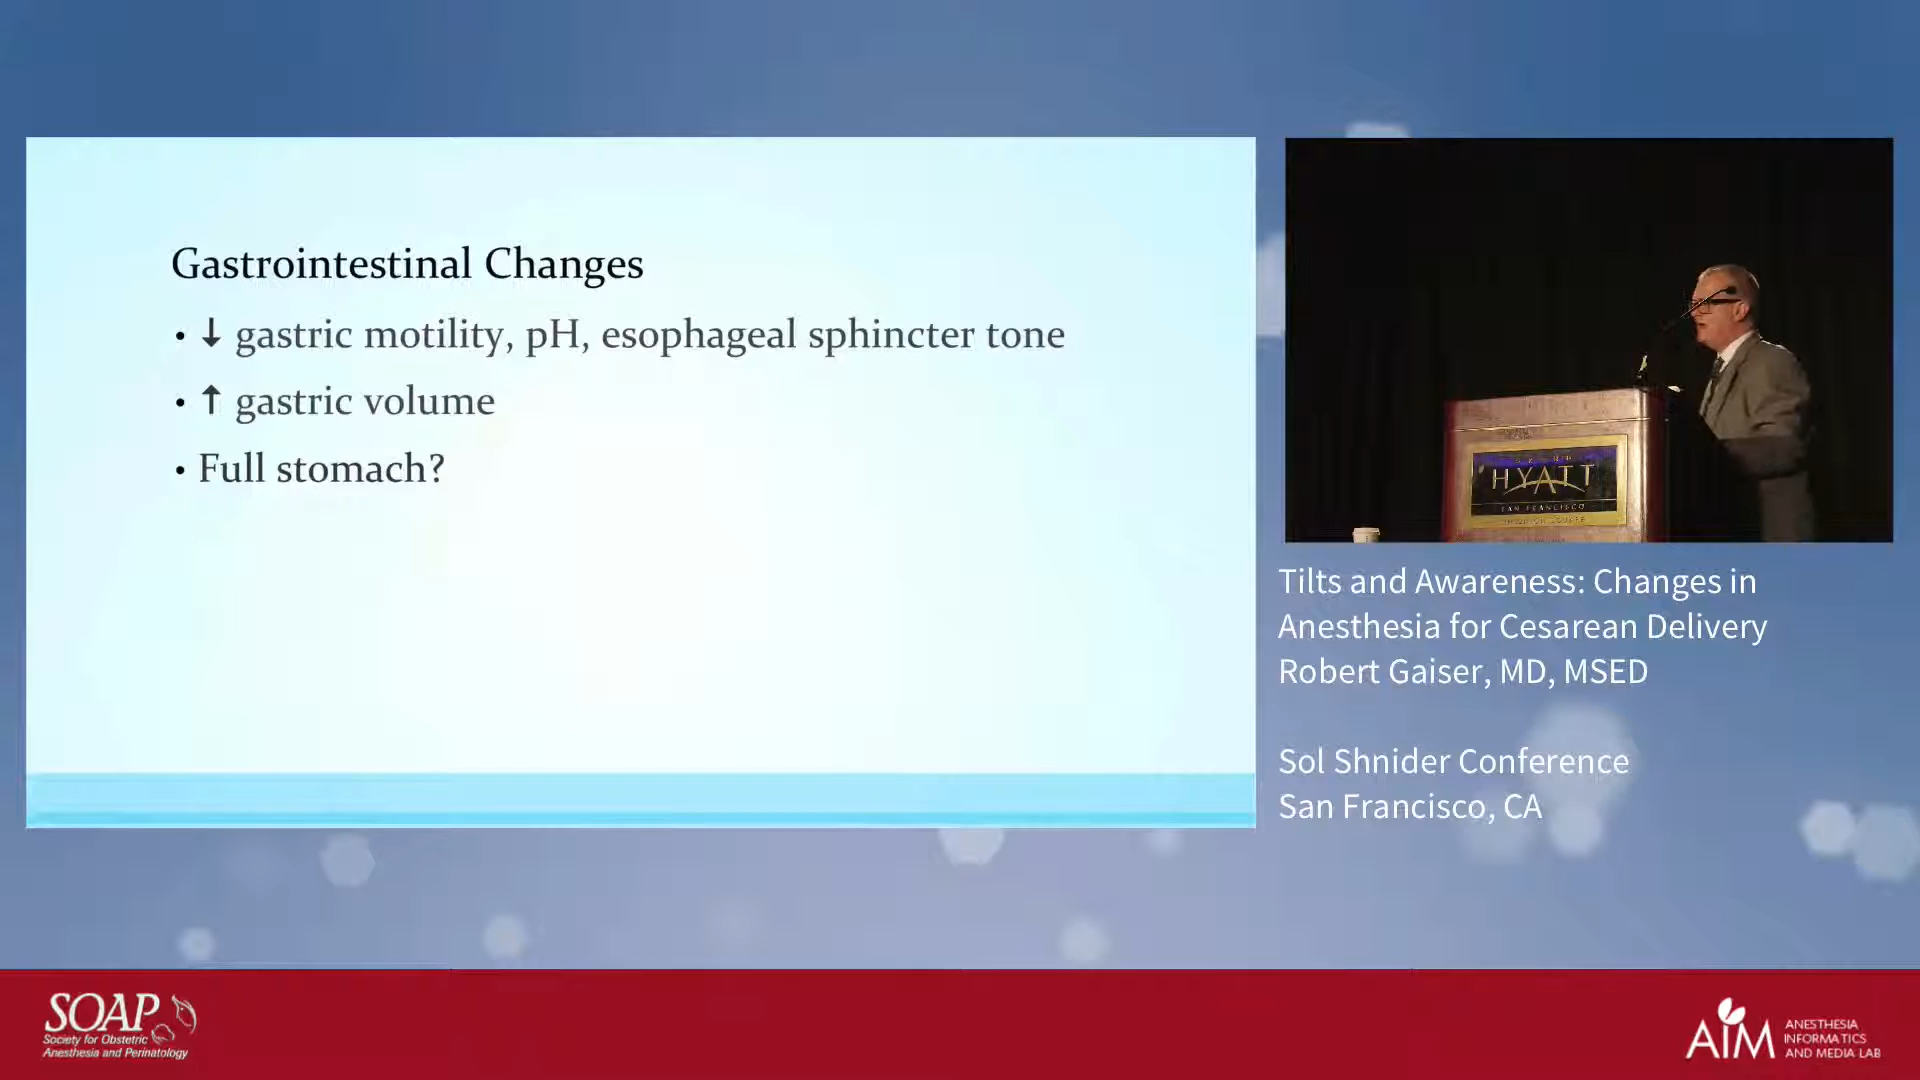 Gastrointestinal Changes
• ↓ gastric motility, pH, esophageal sphincter tone
• ↑ gastric volume
• Full stomach?
HYATT
SAN FRANCISCO
Tilts and Awareness: Changes in
Anesthesia for Cesarean Delivery
Robert Gaiser, MD, MSED
Sol Shnider Conference
San Francisco, CA
SOAP
Society for Obstetric
Anesthesia and Perinatology
AIM
ANESTHESIA
INFORMATICS
AND MEDIA LAB